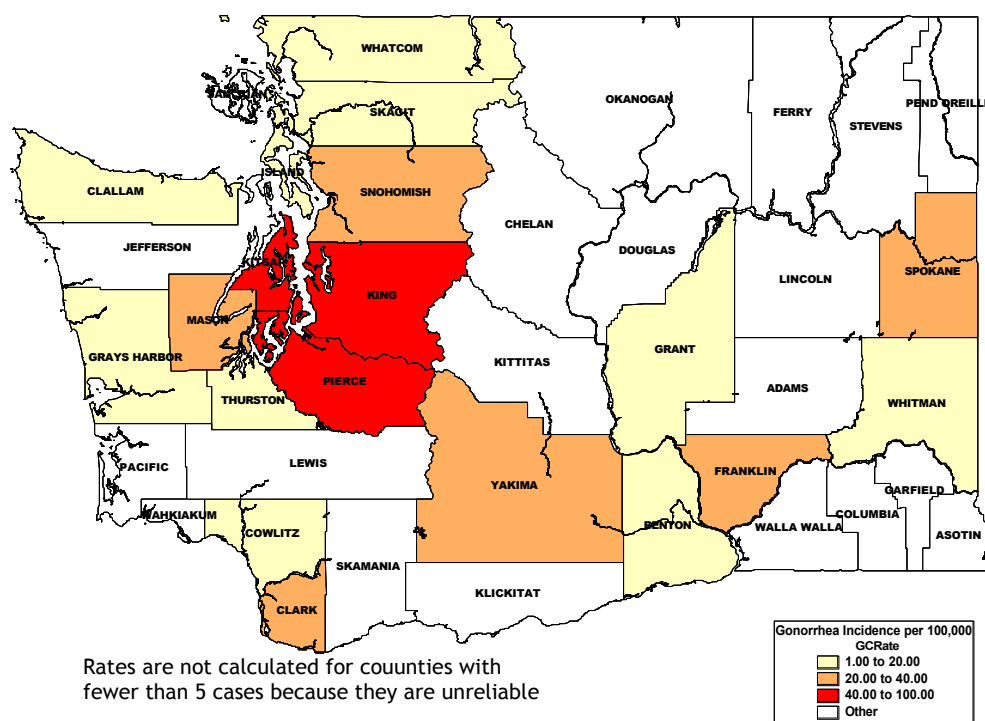 WHATCOM
SKAGIT
ISLAND
SNOHOMISH
CLALLAM
JEFFERSON
KITSAP
KING
MASON
GRAYS HARBOR
THURSTON
PIERCE
PACIFIC
LEWIS
WAHKIAKUM
COWLITZ
CLARK
SKAMANIA
OKANOGAN
FERRY
STEVENS
PEND OREILLE
CHELAN
DOUGLAS
LINCOLN
SPOKANE
KITTITAS
GRANT
ADAMS
WHITMAN
YAKIMA
FRANKLIN
BENTON
WALLA WALLA
COLUMBIA
GARFIELD
ASOTIN
KLICKITAT
Rates are not calculated for couunties with
fewer than 5 cases because they are unreliable
Gonorrhea Incidence per 100,000
GCRate
1.00 to 20.00
20.00 to 40.00
40.00 to 100.00
Other